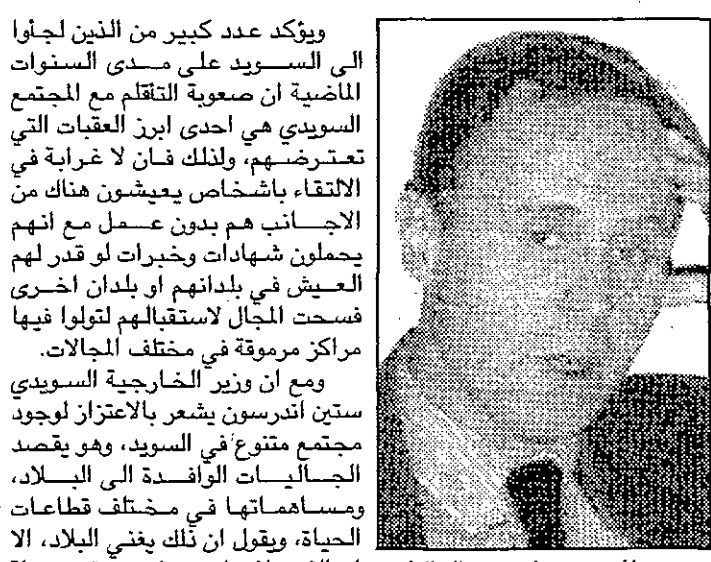 ويؤكد عدد كبير من الذين لجأوا
الى السويد على مدى السنوات
الماضية ان صعوبة التأقلم مع المجتمع
السويدي هي احدى ابرز العقبات التي
تعترضهم، ولذلك فان لا غرابة في
الالتقاء باشخاص يعيشون هناك من
الاجانب هم بدون عمل مع انهم
يحملون شهادات وخبرات لو قدر لهم
العيش في بلدانهم او بلدان اخرى
فسحت المجال لاستقبالهم لتولوا فيها
مراكز مرموقة في مختلف المجالات.
ومع ان وزير الخارجية السويدي
ستين اندرسون يشعر بالاعتزاز لوجود
مجتمع متنوع في السويد، وهو يقصد
الجاليات الوافدة الى البلاد،
ومساهماتها في مختلف قطاعات
الحياة، ويقول ان ذلك يغني البلاد، الا